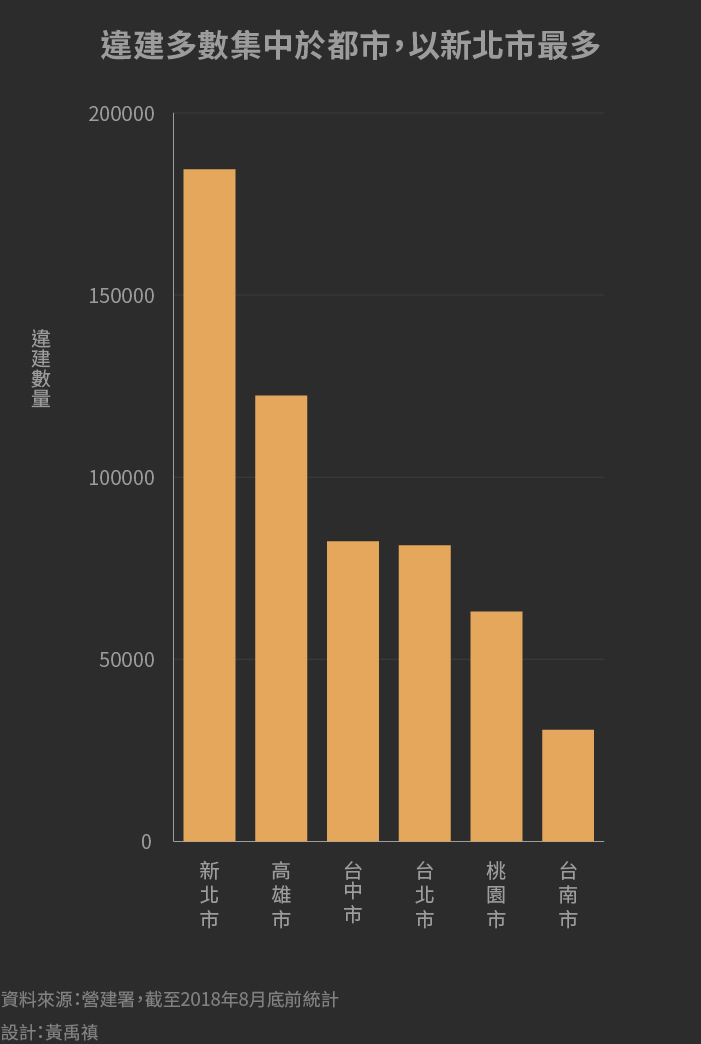 違建多數集中於都市，以新北市最多
200000
150000
100000
50000
0
違建數量
新北市
高雄市
台中市
台北市
桃園市
台南市
資料來源：營建署，截至2018年8月底前統計
設計：黃禹禛